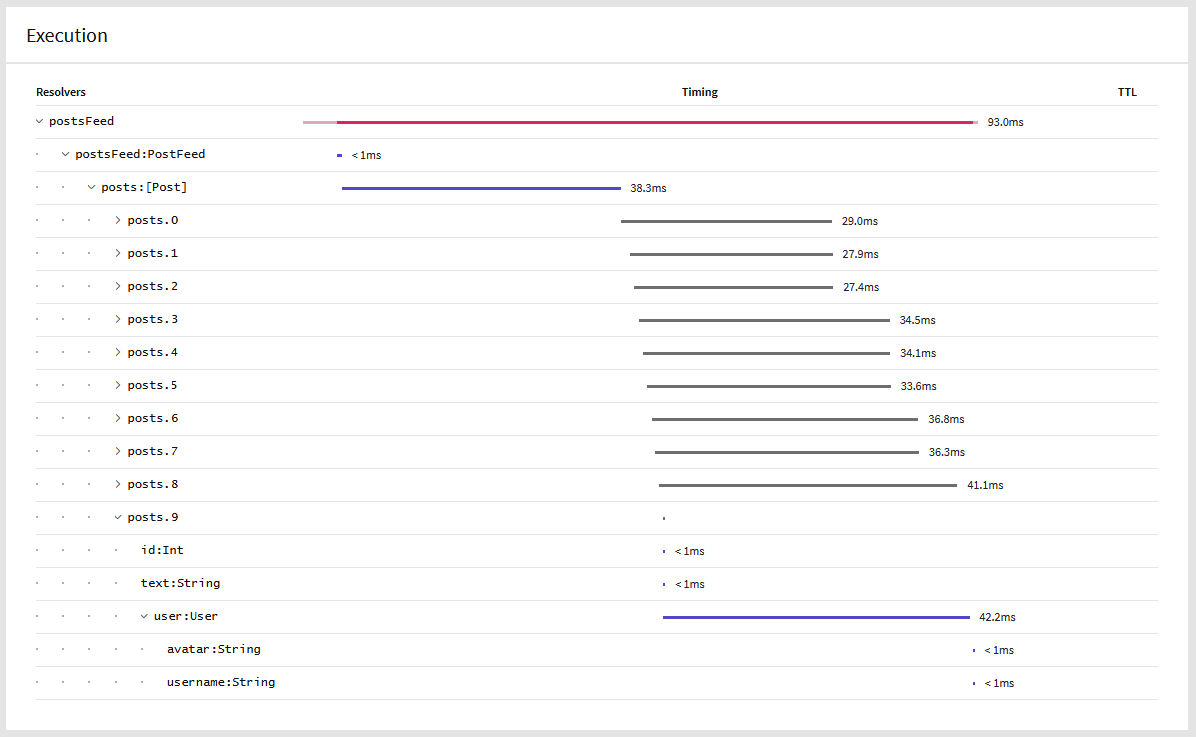 Execution
Resolvers Timing TTL
postsFeed 93.0ms
postsFeed:PostFeed <1ms
posts:[Post] 38.3ms
posts.0 29.0ms
posts.1 27.9ms
posts.2 27.4ms
posts.3 34.5ms
posts.4 34.1ms
posts.5 33.6ms
posts.6 36.8ms
posts.7 36.3ms
posts.8 41.1ms
posts.9
id:Int <1ms
text:String <1ms
user:User 42.2ms
avatar:String <1ms
username:String <1ms